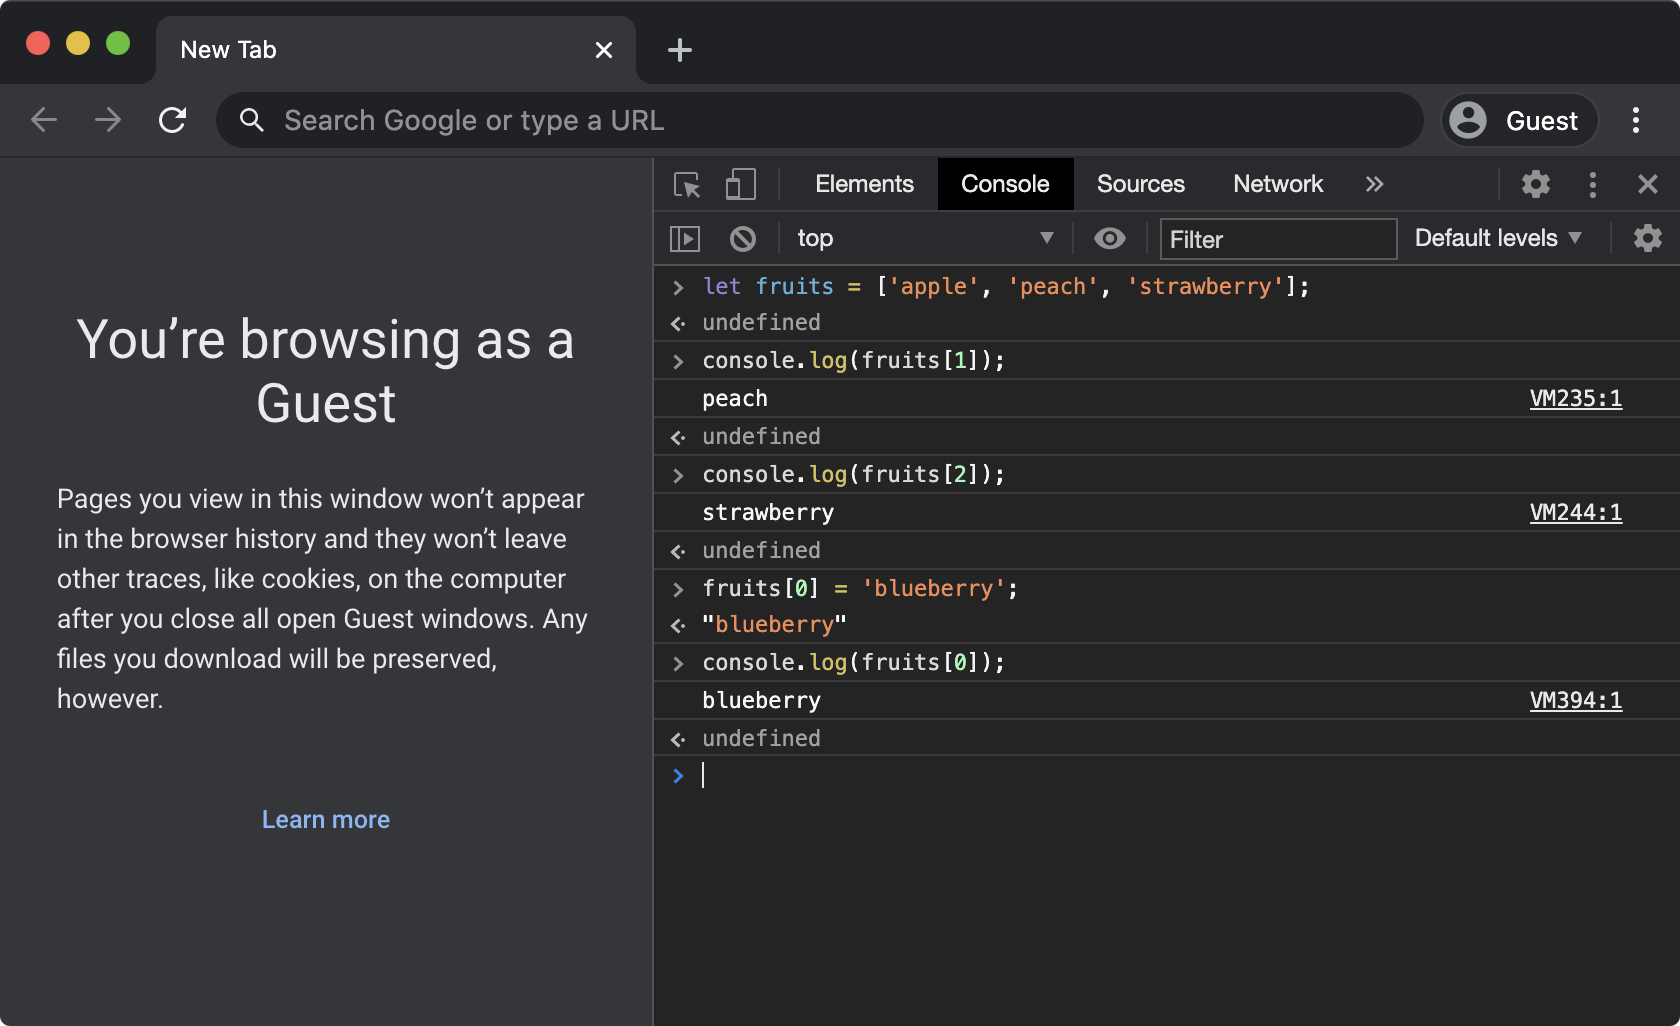 New Tab
Search Google or type a URL
Guest
You’re browsing as a
Guest
Pages you view in this window won’t appear
in the browser history and they won’t leave
other traces, like cookies, on the computer
after you close all open Guest windows. Any
files you download will be preserved,
however.
Learn more
Elements Console Sources Network
top Filter Default levels
let fruits = ['apple', 'peach', 'strawberry'];
undefined
console.log(fruits[1]);
peach VM235:1
undefined
console.log(fruits[2]);
strawberry VM244:1
undefined
fruits[0] = 'blueberry';
"blueberry"
console.log(fruits[0]);
blueberry VM394:1
undefined